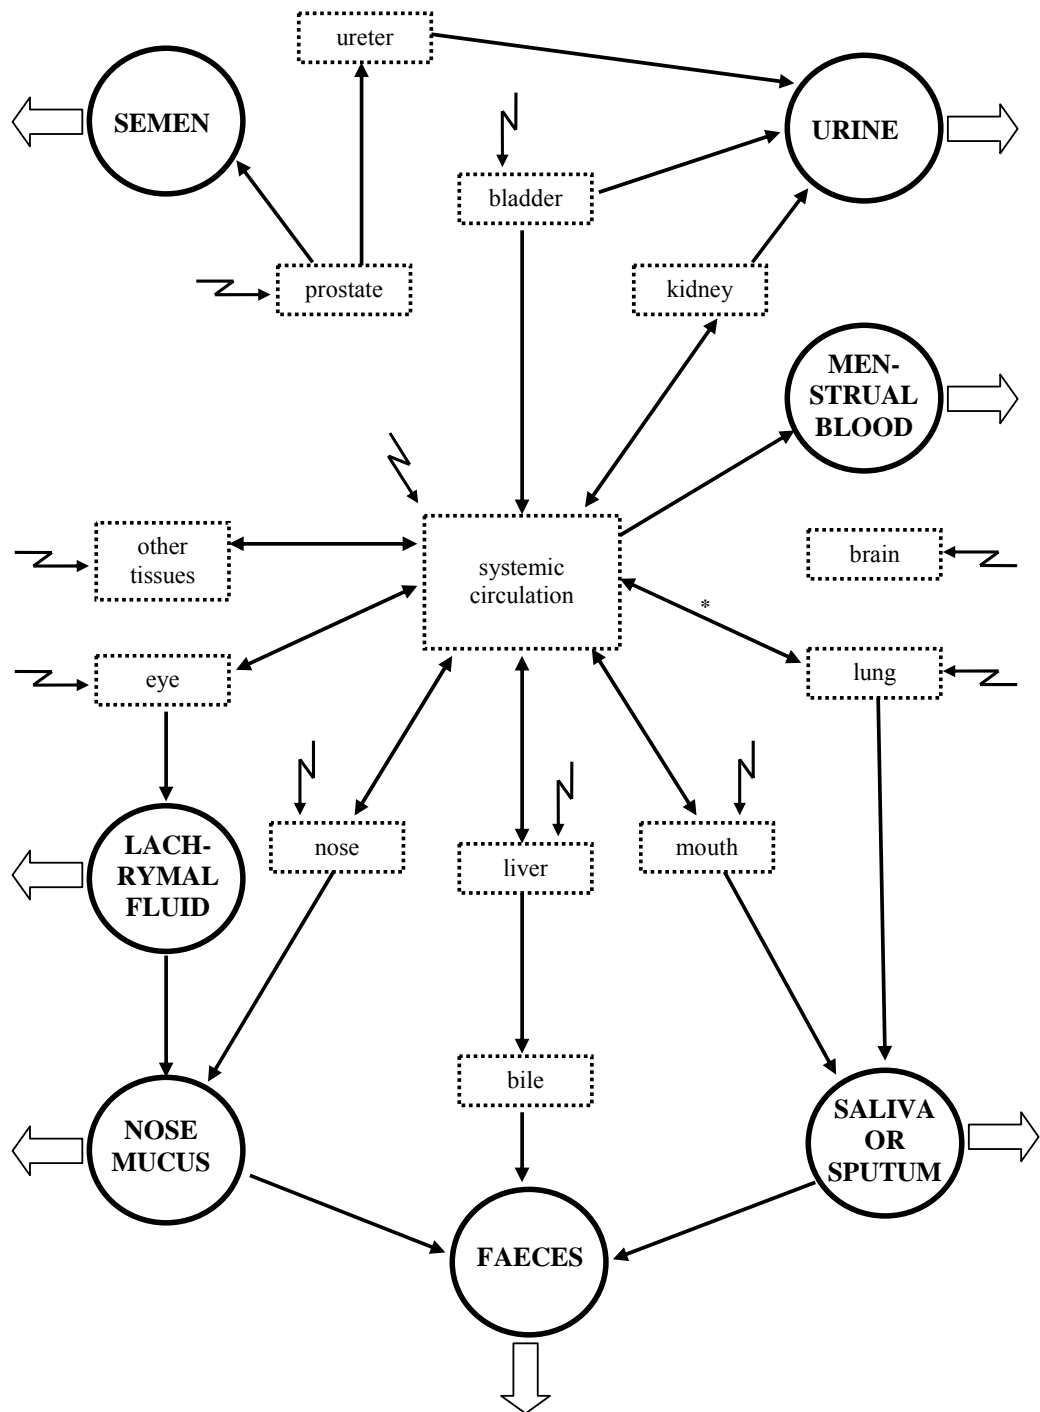 ureter
SEMEN
URINE
bladder
prostate
kidney
MEN-
STRUAL
BLOOD
other
tissues
systemic
circulation
brain
*
eye
lung
LACH-
RYMAL
FLUID
nose
liver
mouth
bile
NOSE
MUCUS
SALIVA
OR
SPUTUM
FAECES